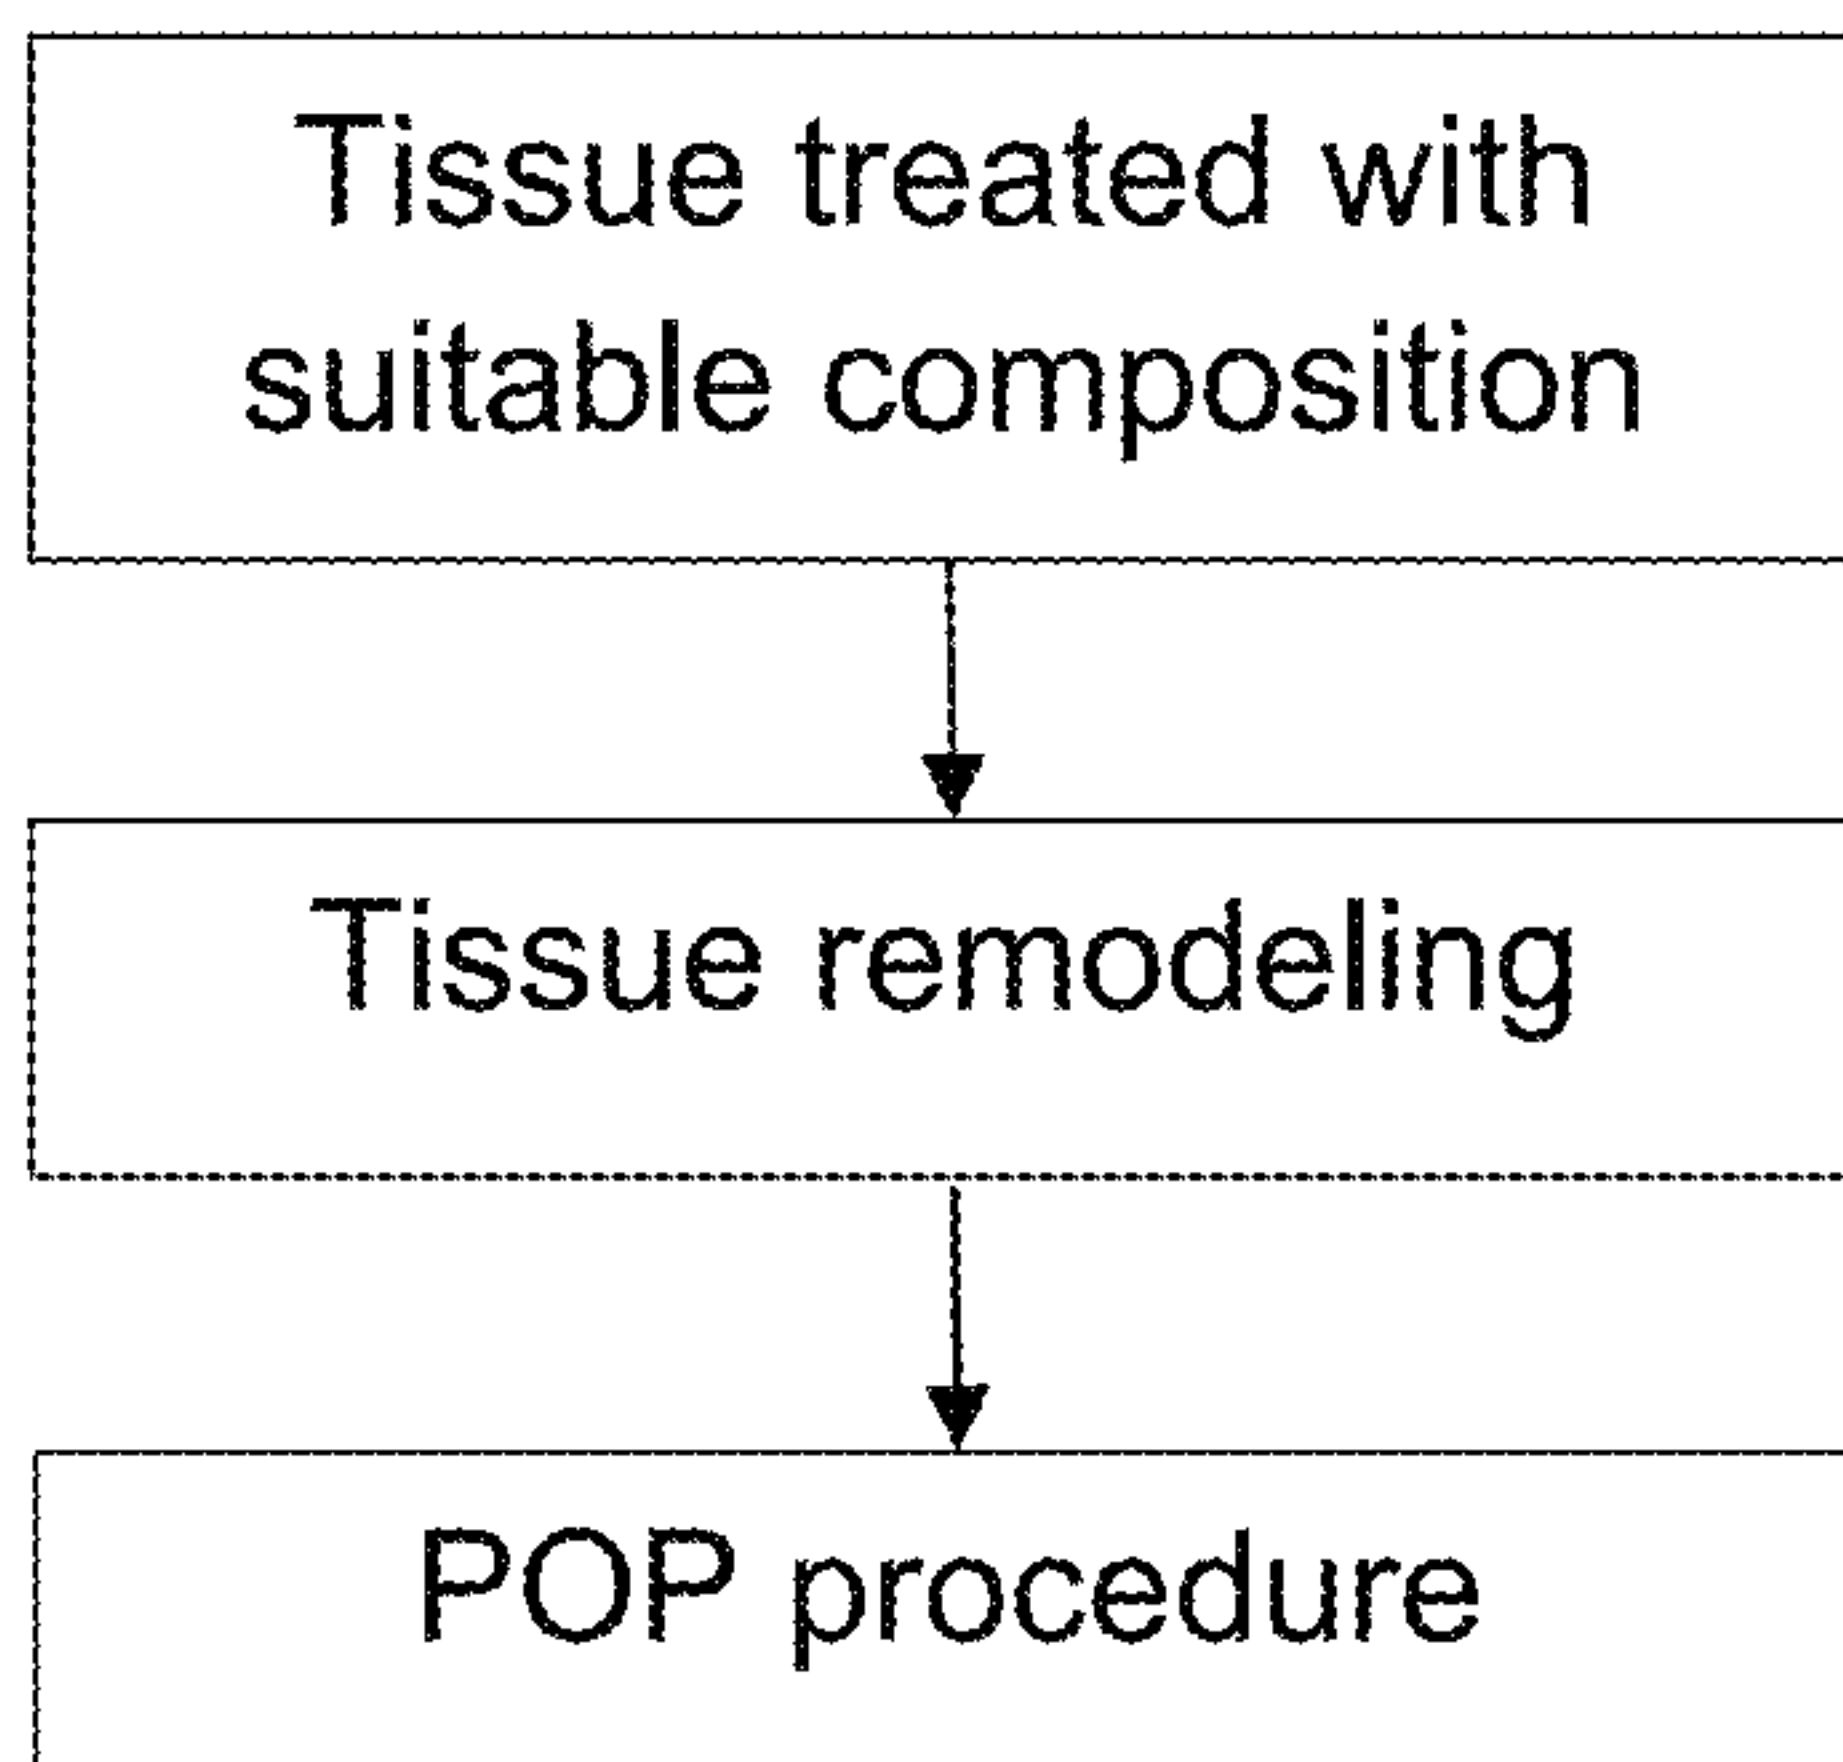 Tissue treated with
suitable composition
Tissue remodeling
POP procedure